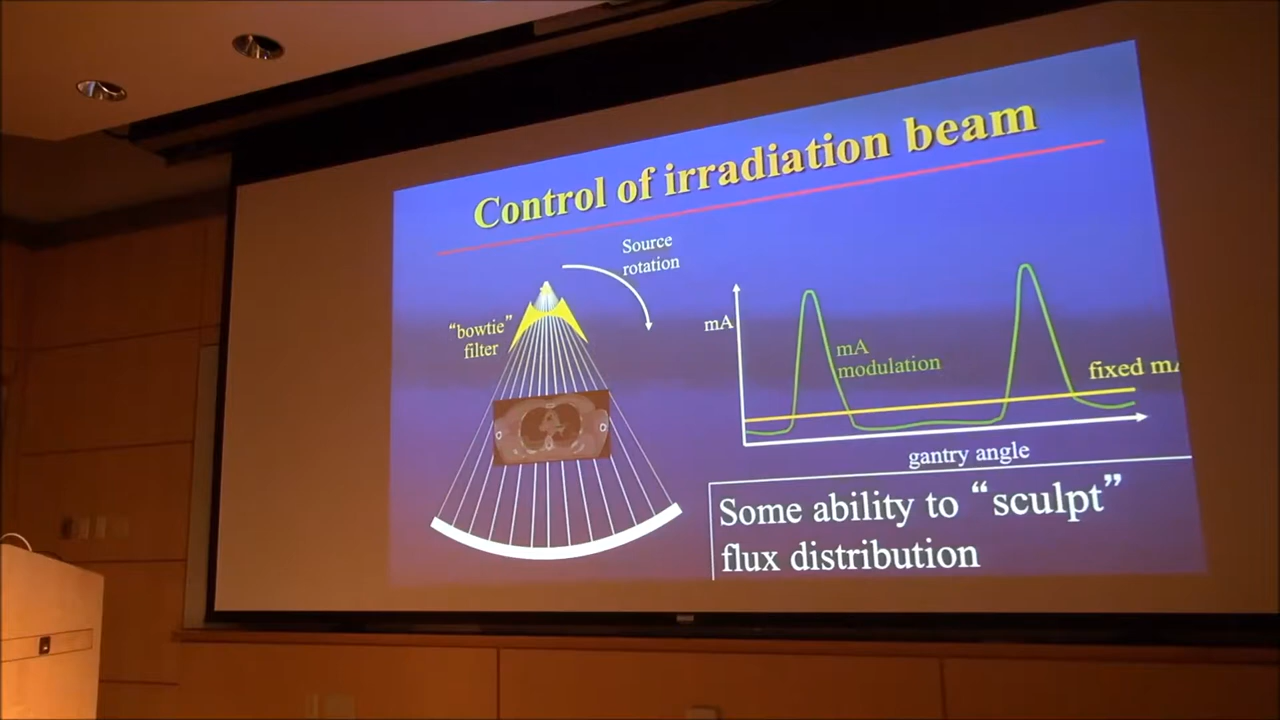 Control of irradiation beam
Source
rotation
“bowtie”
filter
mA
mA
modulation
fixed mA
gantry angle
Some ability to “sculpt”
flux distribution